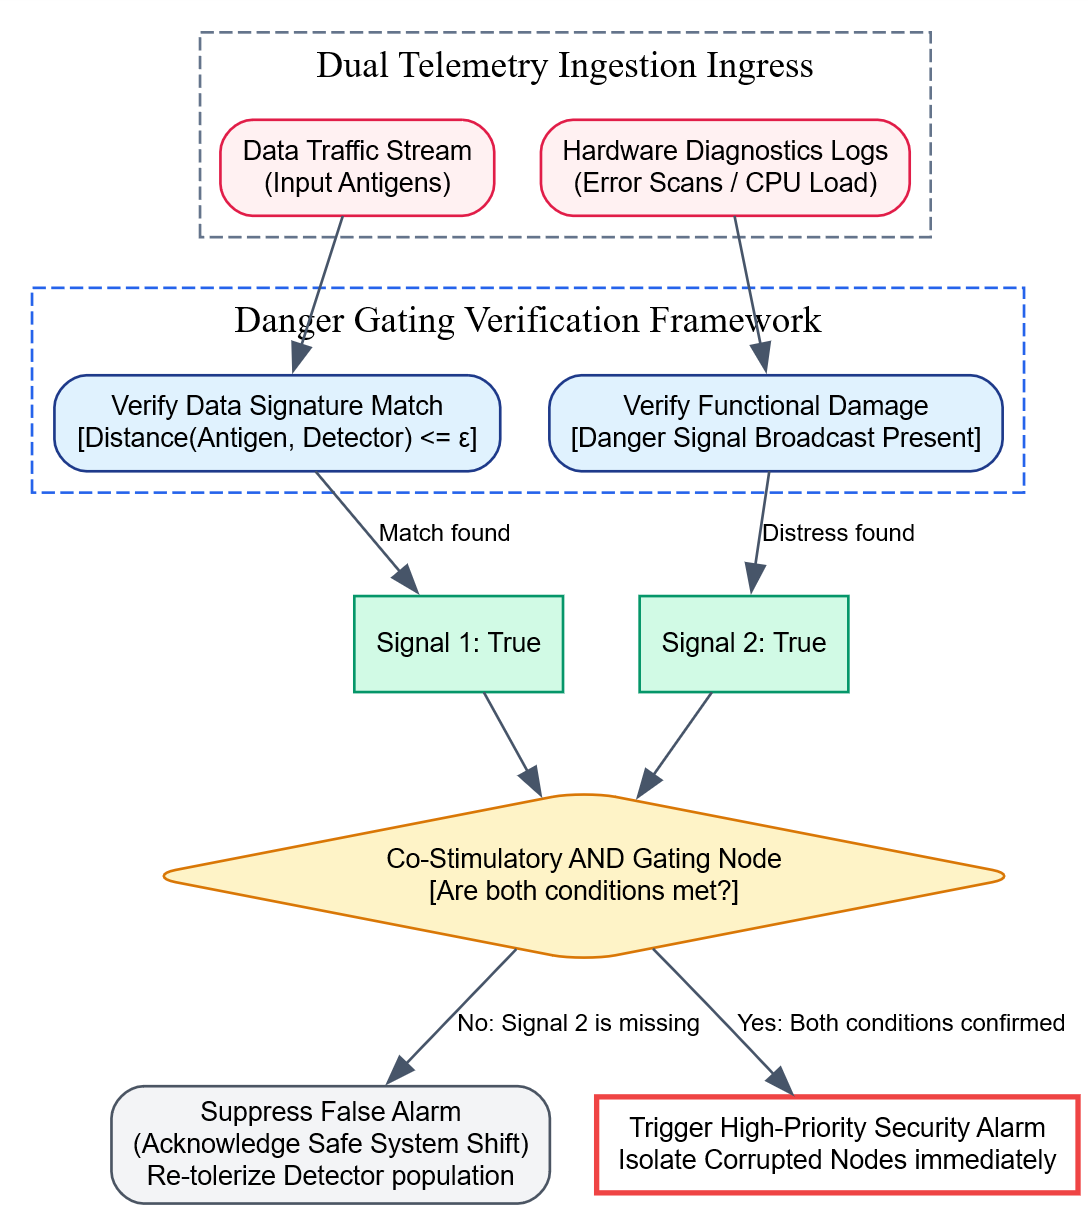 Dual Telemetry Ingestion Ingress
Data Traffic Stream
(Input Antigens)
Hardware Diagnostics Logs
(Error Scans / CPU Load)
Danger Gating Verification Framework
Verify Data Signature Match
[Distance(Antigen, Detector) <= ε]
Verify Functional Damage
[Danger Signal Broadcast Present]
Match found
Distress found
Signal 1: True
Signal 2: True
Co-Stimulatory AND Gating Node
[Are both conditions met?]
No: Signal 2 is missing
Yes: Both conditions confirmed
Suppress False Alarm
(Acknowledge Safe System Shift)
Re-tolerize Detector population
Trigger High-Priority Security Alarm
Isolate Corrupted Nodes immediately